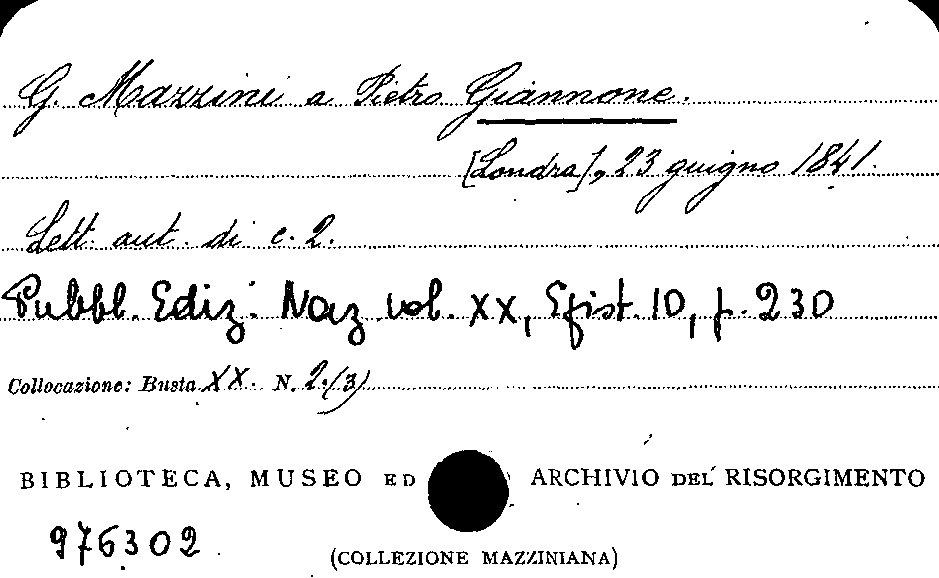 G. Mazzini a Pietro Giannone.
[Londra], 23 giugno 1841.
Lett. aut. di c. 2.
Pubbl. Ediz. Naz. vol. XX, Epist. 10, p. 230
Collocazione: Busta XX. N. 2.(3)
BIBLIOTECA, MUSEO ED ARCHIVIO DEL RISORGIMENTO
976302
(COLLEZIONE MAZZINIANA)